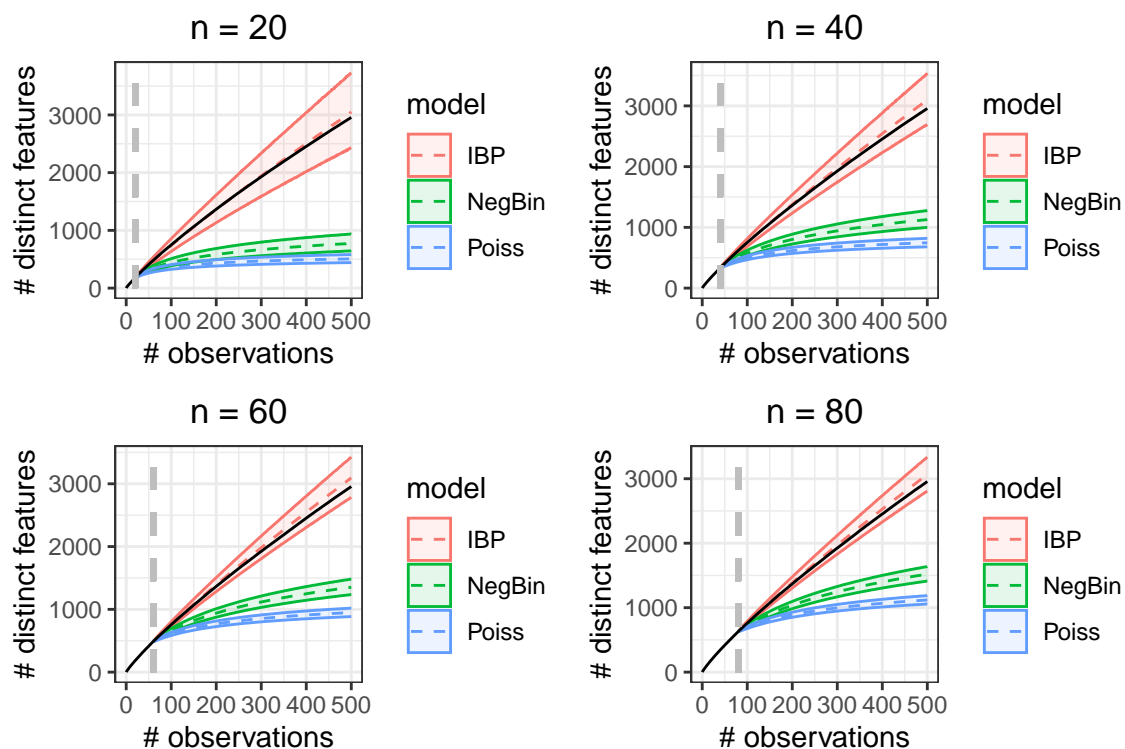 n = 20
# distinct features
3000
2000
1000
0
0 100 200 300 400 500
# observations
model
IBP
NegBin
Poiss
n = 40
# distinct features
3000
2000
1000
0
0 100 200 300 400 500
# observations
model
IBP
NegBin
Poiss
n = 60
# distinct features
3000
2000
1000
0
0 100 200 300 400 500
# observations
model
IBP
NegBin
Poiss
n = 80
# distinct features
3000
2000
1000
0
0 100 200 300 400 500
# observations
model
IBP
NegBin
Poiss